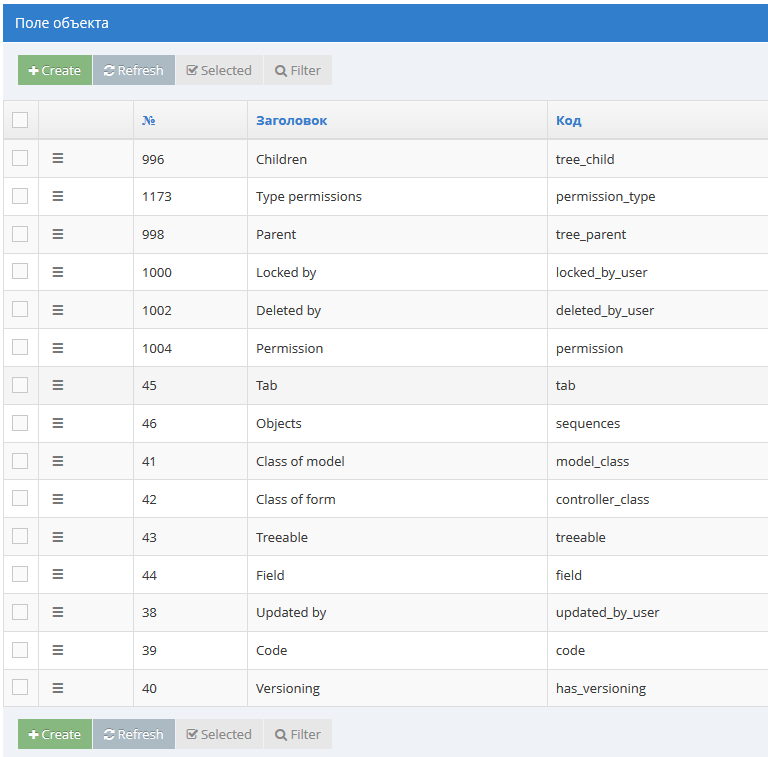 Поле объекта
Create Refresh Selected Filter
№ Заголовок Код
996 Children tree_child
1173 Type permissions permission_type
998 Parent tree_parent
1000 Locked by locked_by_user
1002 Deleted by deleted_by_user
1004 Permission permission
45 Tab tab
46 Objects sequences
41 Class of model model_class
42 Class of form controller_class
43 Treeable treeable
44 Field field
38 Updated by updated_by_user
39 Code code
40 Versioning has_versioning
Create Refresh Selected Filter